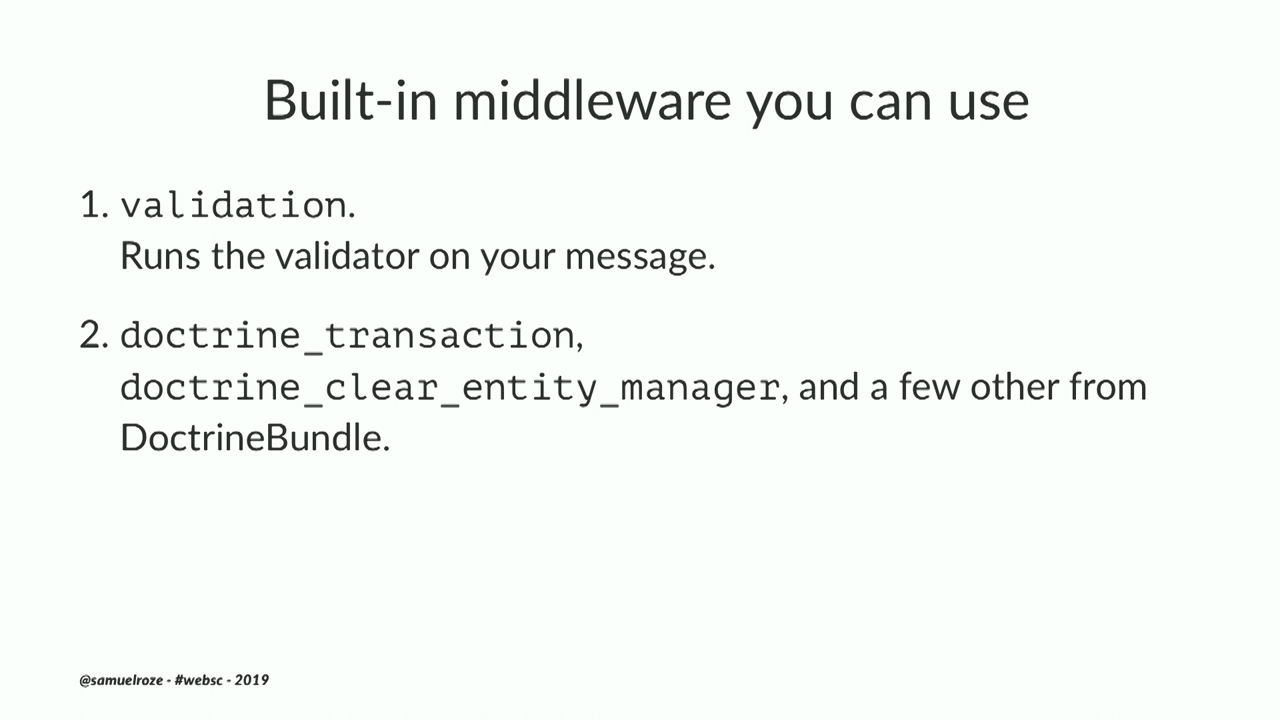 Built-in middleware you can use
1. validation.
Runs the validator on your message.
2. doctrine_transaction,
doctrine_clear_entity_manager, and a few other from
DoctrineBundle.
@samuelroze - #websc - 2019